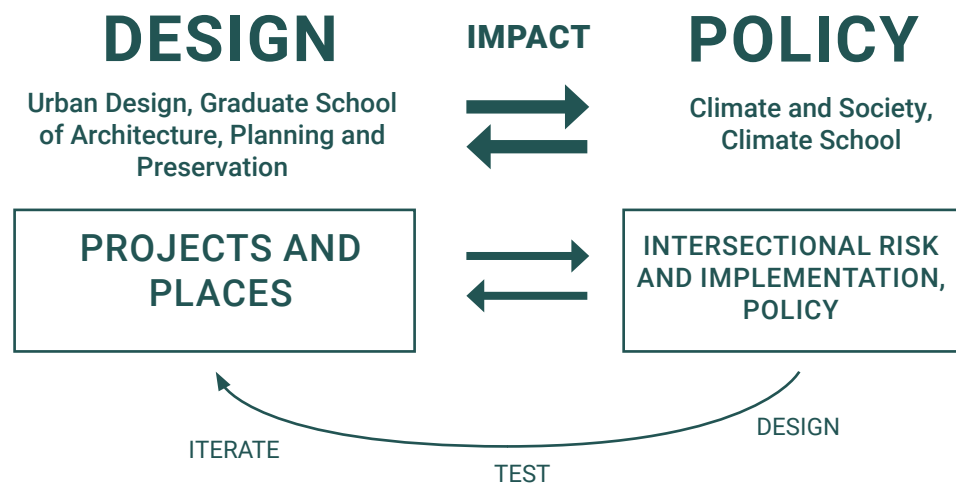 DESIGN
IMPACT
POLICY
Urban Design, Graduate School
of Architecture, Planning and
Preservation
Climate and Society,
Climate School
PROJECTS AND
PLACES
INTERSECTIONAL RISK
AND IMPLEMENTATION,
POLICY
DESIGN
ITERATE
TEST